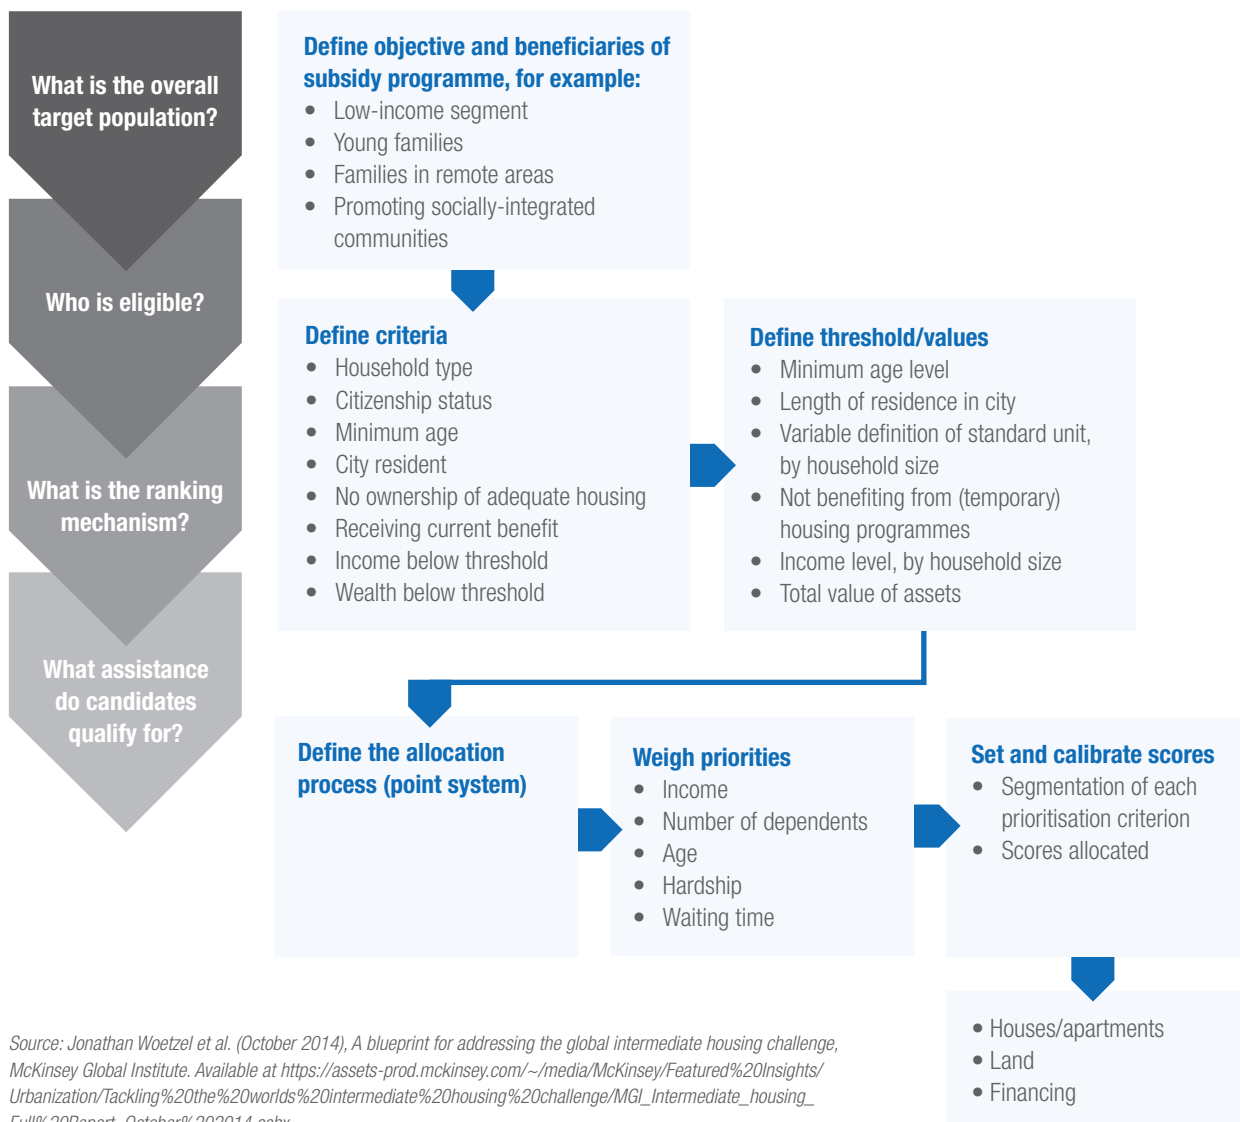 What is the overall
target population?
Define objective and beneficiaries of
subsidy programme, for example:
• Low-income segment
• Young families
• Families in remote areas
• Promoting socially-integrated
communities
Who is eligible?
Define criteria
• Household type
• Citizenship status
• Minimum age
• City resident
• No ownership of adequate housing
• Receiving current benefit
• Income below threshold
• Wealth below threshold
Define threshold/values
• Minimum age level
• Length of residence in city
• Variable definition of standard unit,
by household size
• Not benefiting from (temporary)
housing programmes
• Income level, by household size
• Total value of assets
What is the ranking
mechanism?
What assistance
do candidates
qualify for?
Define the allocation
process (point system)
Weigh priorities
• Income
• Number of dependents
• Age
• Hardship
• Waiting time
Set and calibrate scores
• Segmentation of each
prioritisation criterion
• Scores allocated
• Houses/apartments
• Land
• Financing
Source: Jonathan Woetzel et al. (October 2014), A blueprint for addressing the global intermediate housing challenge,
McKinsey Global Institute. Available at https://assets-prod.mckinsey.com/~/media/McKinsey/Featured%20Insights/
Urbanization/Tackling%20the%20worlds%20intermediate%20housing%20challenge/MGI_Intermediate_housing_